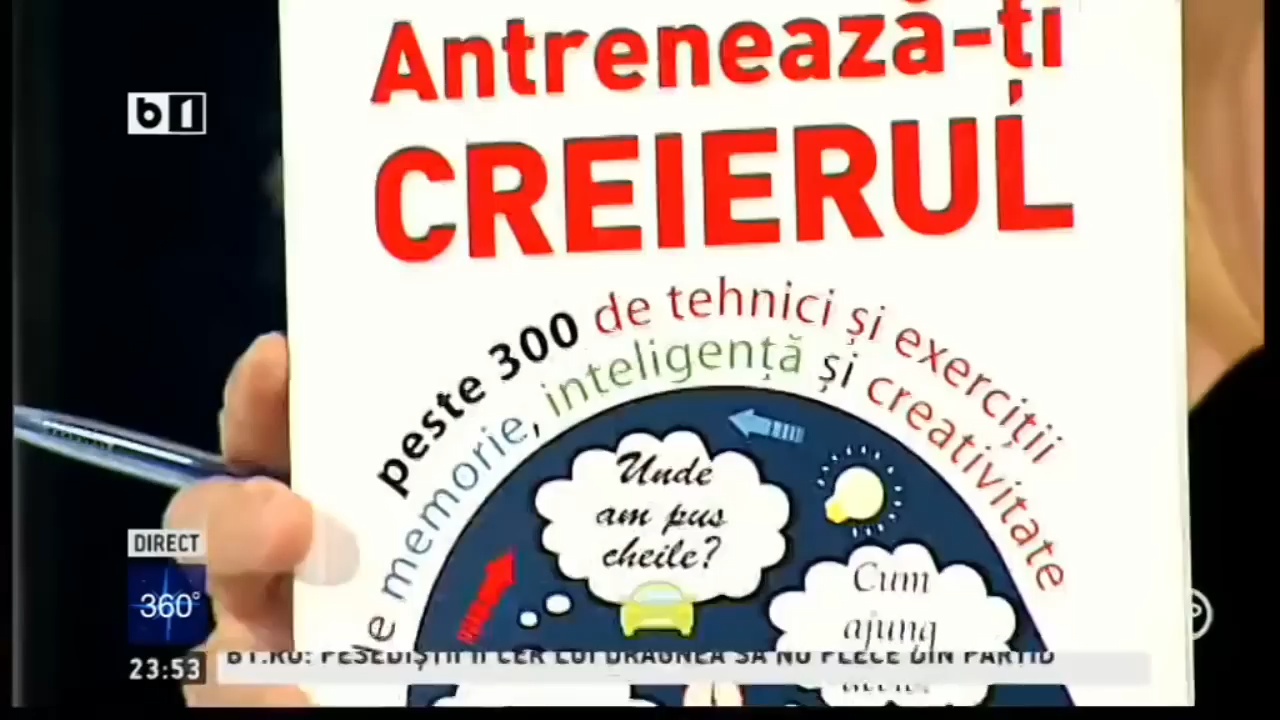 Antrenează-ți
CREIERUL
peste 300 de tehnici și exerciții
de memorie, inteligență și creativitate
Unde
am pus
cheile?
Cum
ajung
b1
DIRECT
360°
23:53
B1.RO: PESEDIȘTII ÎI CER LUI DRAGNEA SĂ NU PLECE DIN PARTID